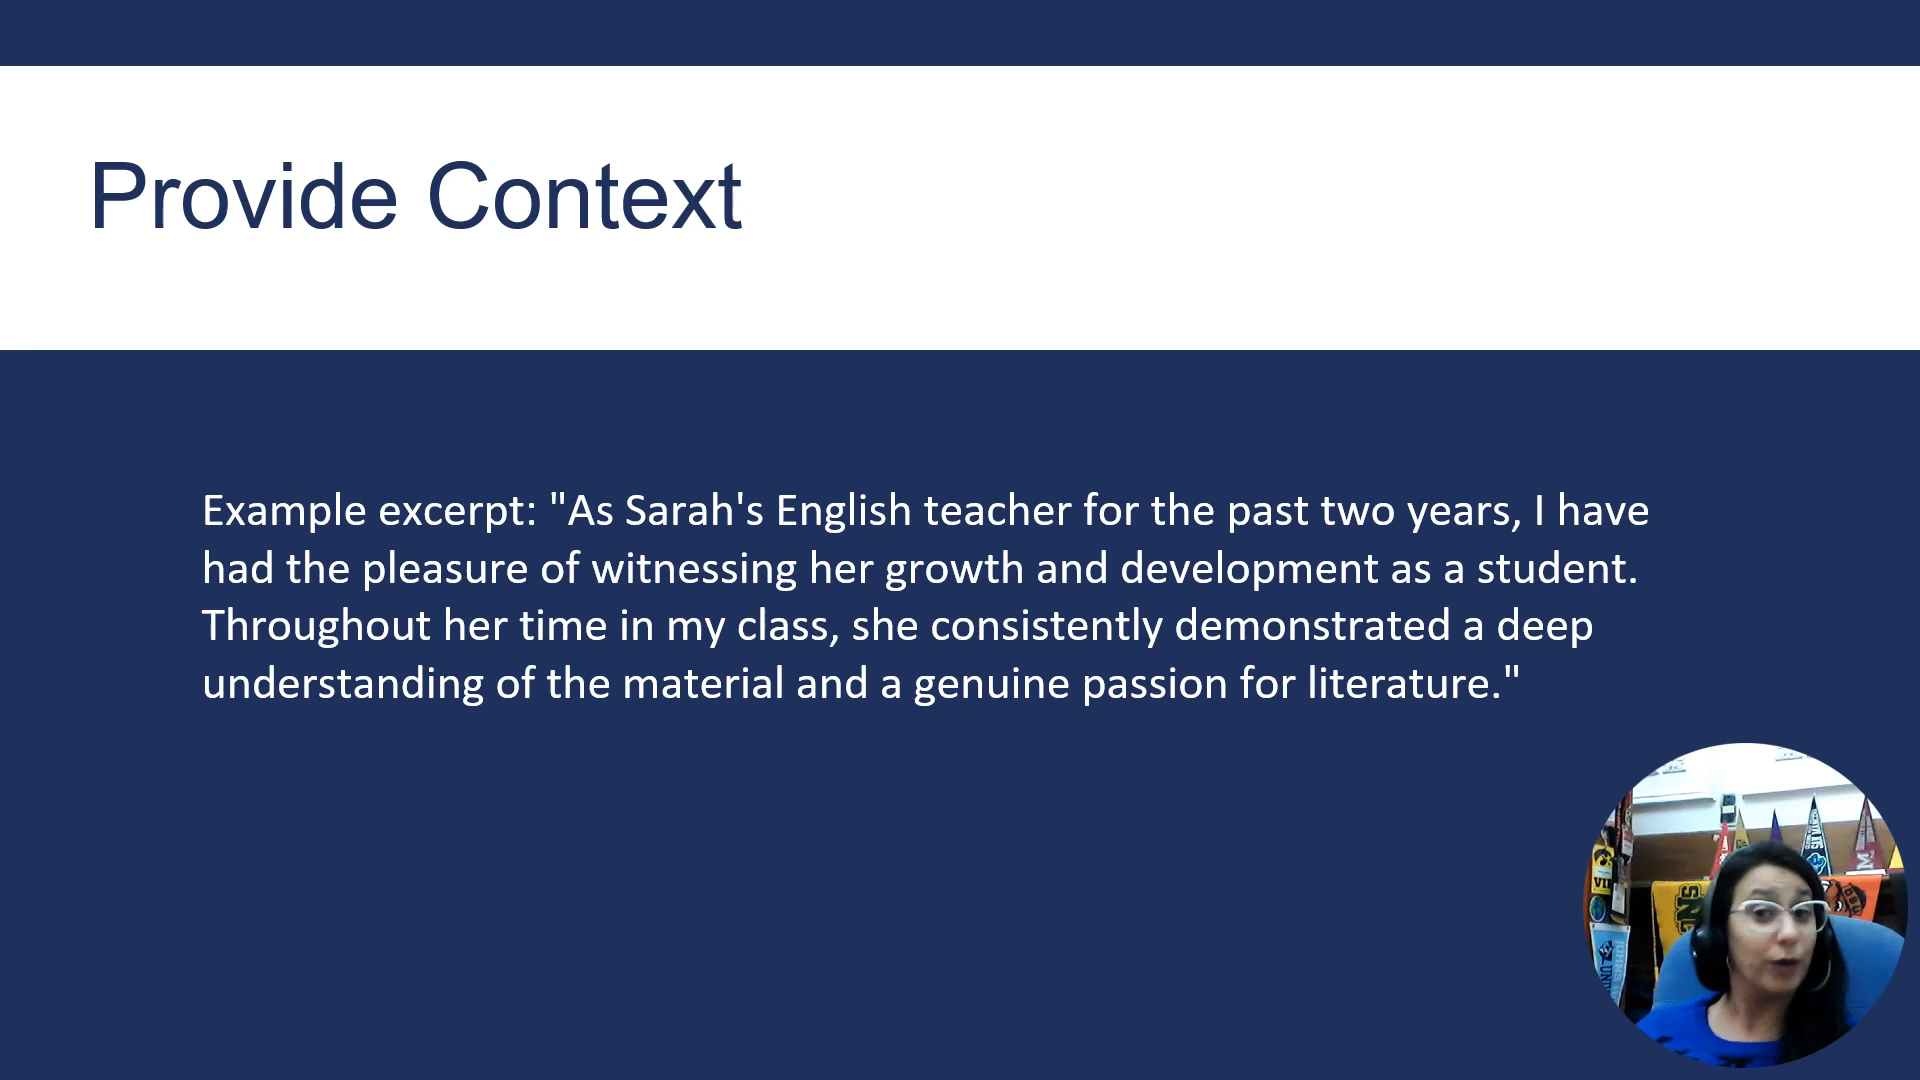 Provide Context
Example excerpt: "As Sarah's English teacher for the past two years, I have
had the pleasure of witnessing her growth and development as a student.
Throughout her time in my class, she consistently demonstrated a deep
understanding of the material and a genuine passion for literature."